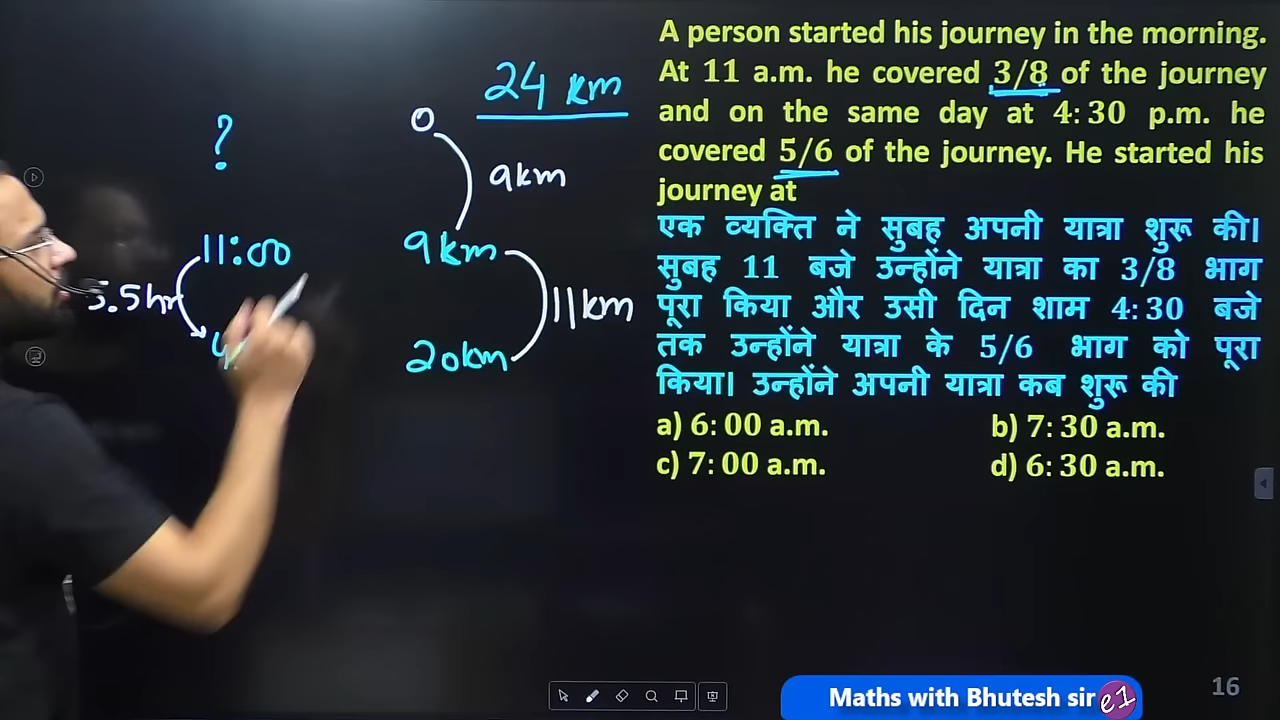 A person started his journey in the morning.
At 11 a.m. he covered 3/8 of the journey
and on the same day at 4:30 p.m. he
covered 5/6 of the journey. He started his
journey at
एक व्यक्ति ने सुबह अपनी यात्रा शुरू की।
सुबह 11 बजे उन्होंने यात्रा का 3/8 भाग
पूरा किया और उसी दिन शाम 4:30 बजे
तक उन्होंने यात्रा के 5/6 भाग को पूरा
किया। उन्होंने अपनी यात्रा कब शुरू की
a) 6:00 a.m. b) 7:30 a.m.
c) 7:00 a.m. d) 6:30 a.m.
24 km
?
0
9km
11:00
9km
5.5hr
11km
4
20km
Maths with Bhutesh sir e1
16